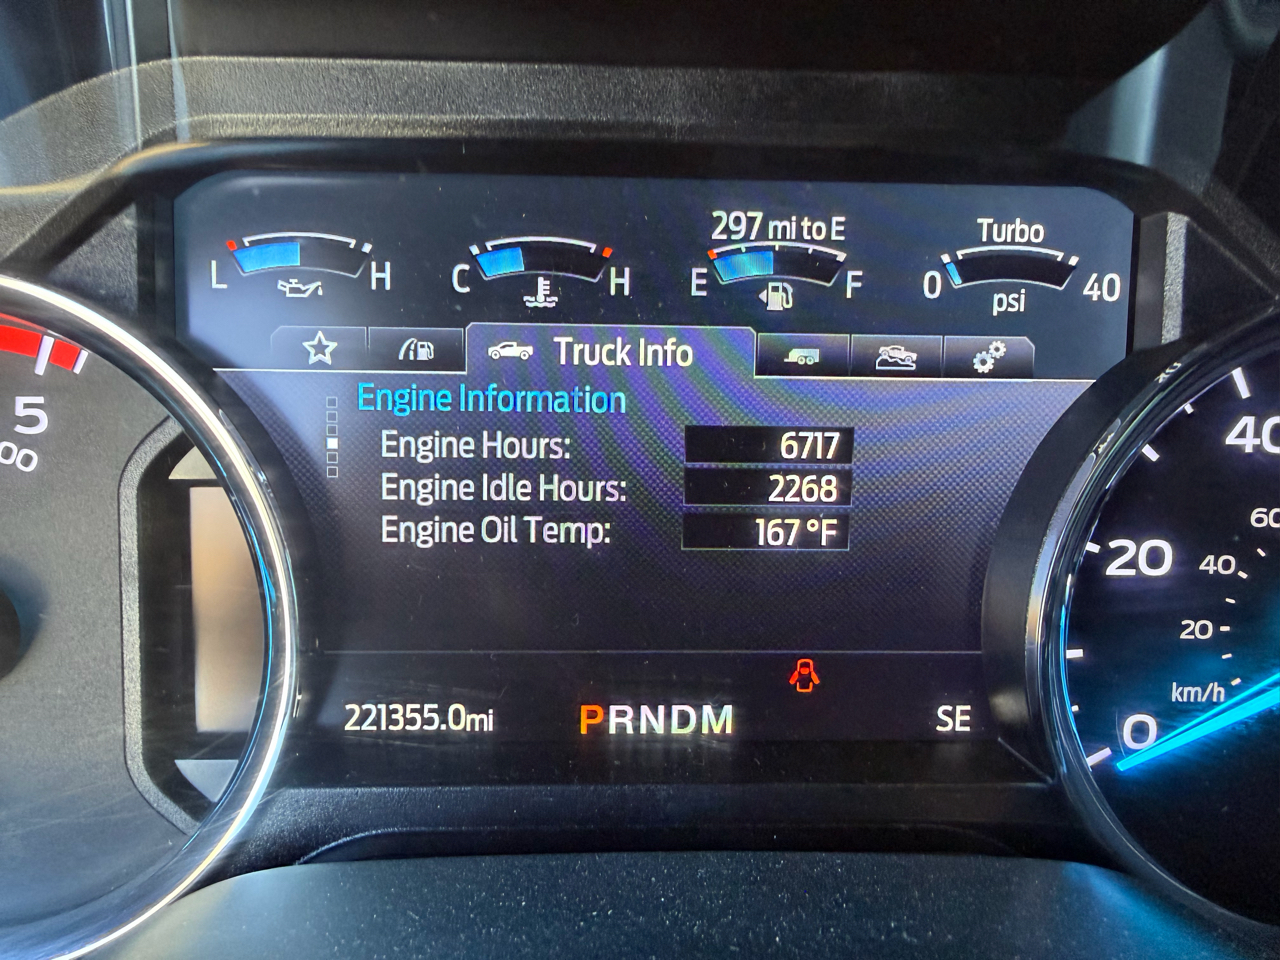 297 mi to E
Turbo
L H
C H
E F
0 40
psi
Truck Info
Engine Information
Engine Hours: 6717
Engine Idle Hours: 2268
Engine Oil Temp: 167 °F
221355.0mi
PRNDM
SE
5
00
40
60
20
40
20
km/h
0